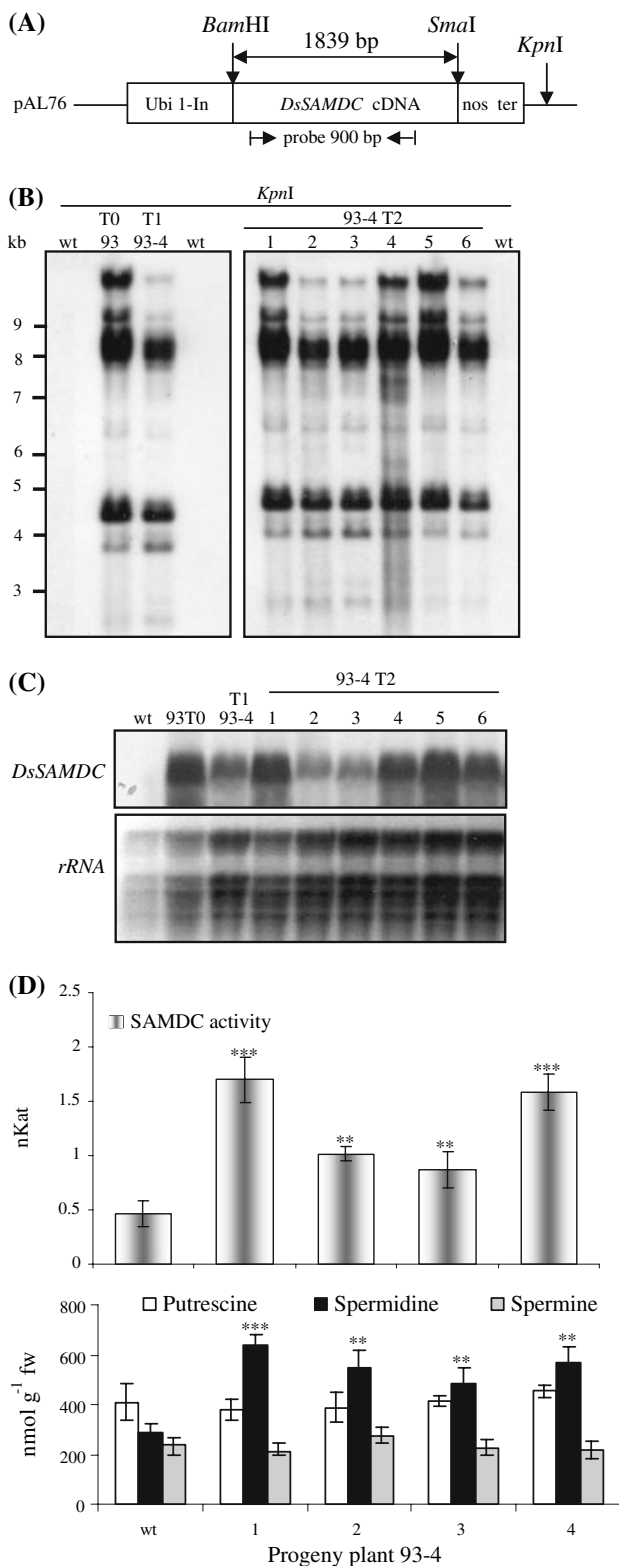 (A)
BamHI SmaI
1839 bp KpnI
pAL76 Ubi 1-In DsSAMDC cDNA nos ter
probe 900 bp
(B)
KpnI
T0 T1 93-4 T2
kb wt 93 93-4 wt 1 2 3 4 5 6 wt
9
8
7
6
5
4
3
(C)
93-4 T2
T1
wt 93T0 93-4 1 2 3 4 5 6
DsSAMDC
rRNA
(D)
2.5
SAMDC activity
2
*** ***
1.5
nKat
** **
1
0.5
0
800
Putrescine Spermidine Spermine
*** ** ** **
600
nmol g-1 fw
400
200
0
wt 1 2 3 4
Progeny plant 93-4